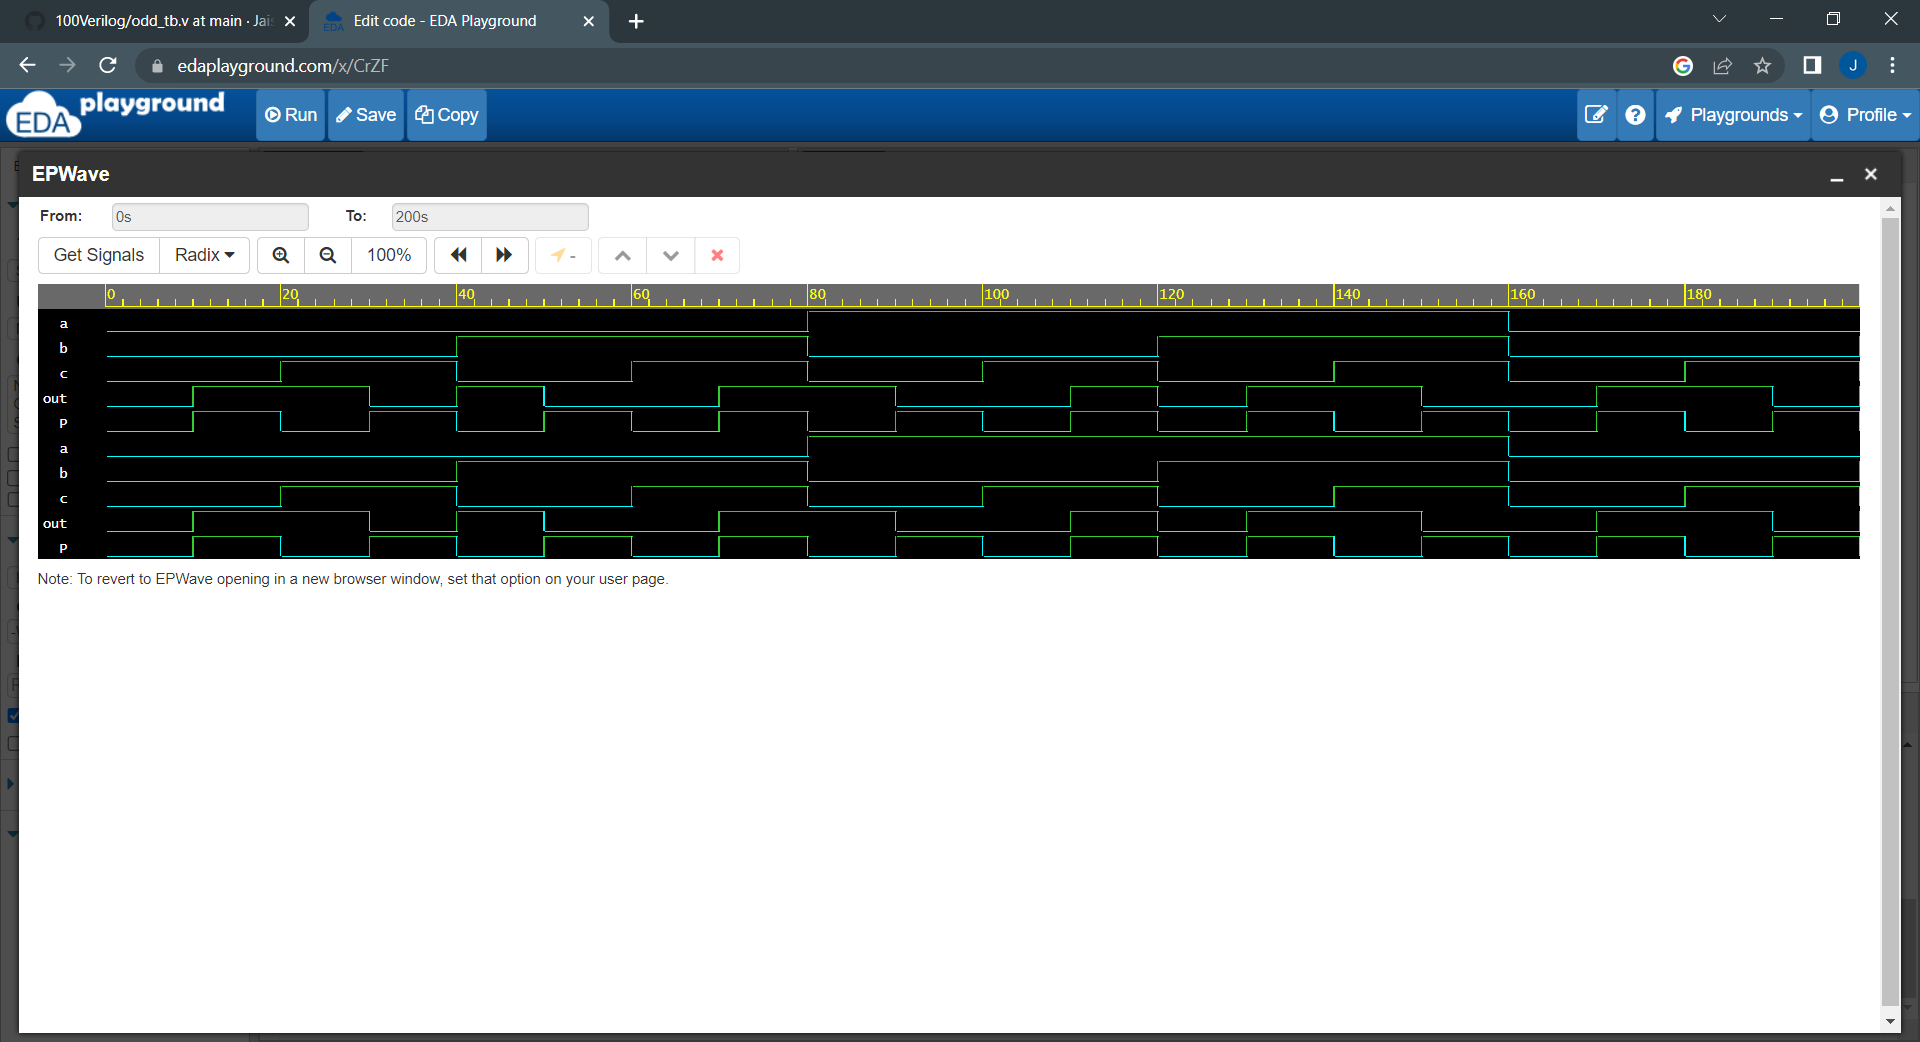 100Verilog/odd_tb.v at main · Jais
Edit code - EDA Playground
edaplayground.com/x/CrZF
J
EDA playground
Run
Save
Copy
Playgrounds
Profile
EPWave
From:
0s
To:
200s
Get Signals
Radix
100%
-
0 20 40 60 80 100 120 140 160 180
a
b
c
out
P
a
b
c
out
P
Note: To revert to EPWave opening in a new browser window, set that option on your user page.